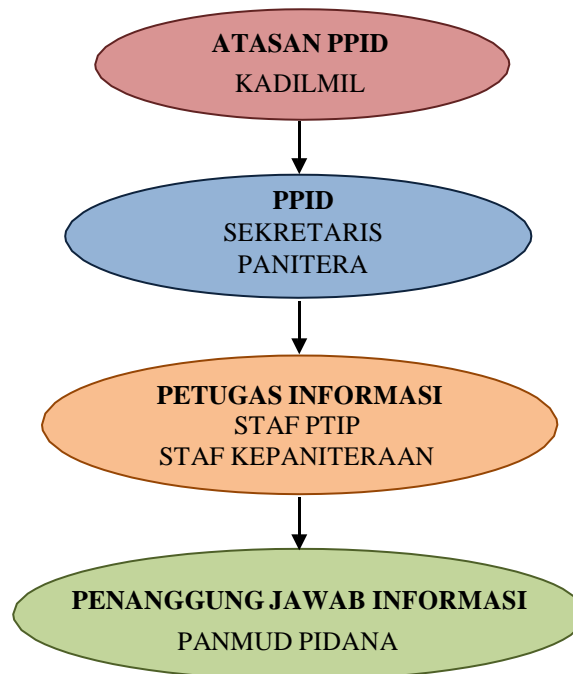 ATASAN PPID
KADILMIL
PPID
SEKRETARIS
PANITERA
PETUGAS INFORMASI
STAF PTIP
STAF KEPANITERAAN
PENANGGUNG JAWAB INFORMASI
PANMUD PIDANA